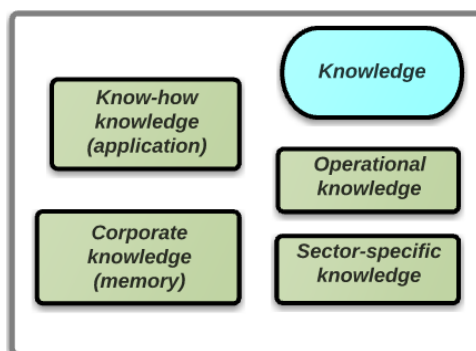 Knowledge
Know-how
knowledge
(application)
Operational
knowledge
Corporate
knowledge
(memory)
Sector-specific
knowledge